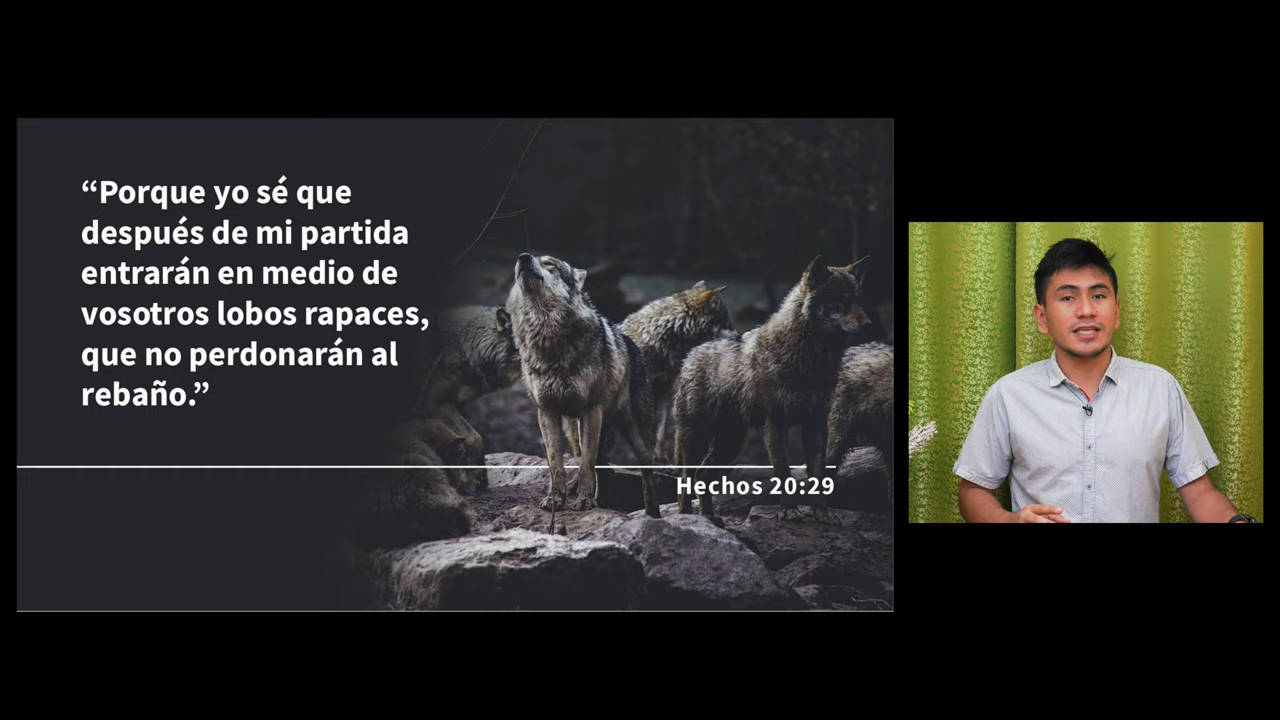 “Porque yo sé que
después de mi partida
entrarán en medio de
vosotros lobos rapaces,
que no perdonarán al
rebaño.”
Hechos 20:29